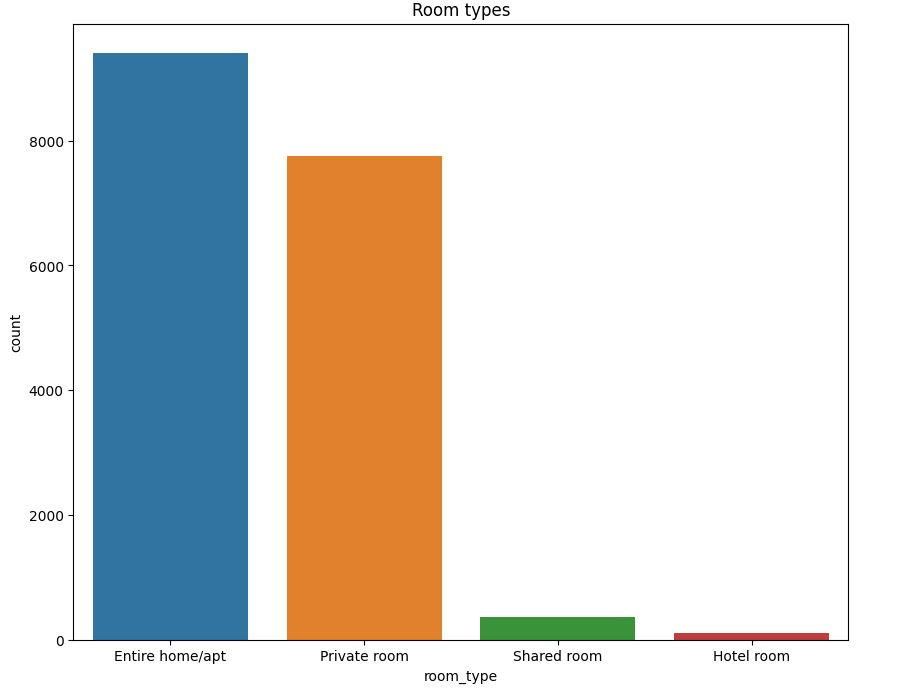 Room types
8000
6000
4000
2000
0
count
Entire home/apt Private room Shared room Hotel room
room_type